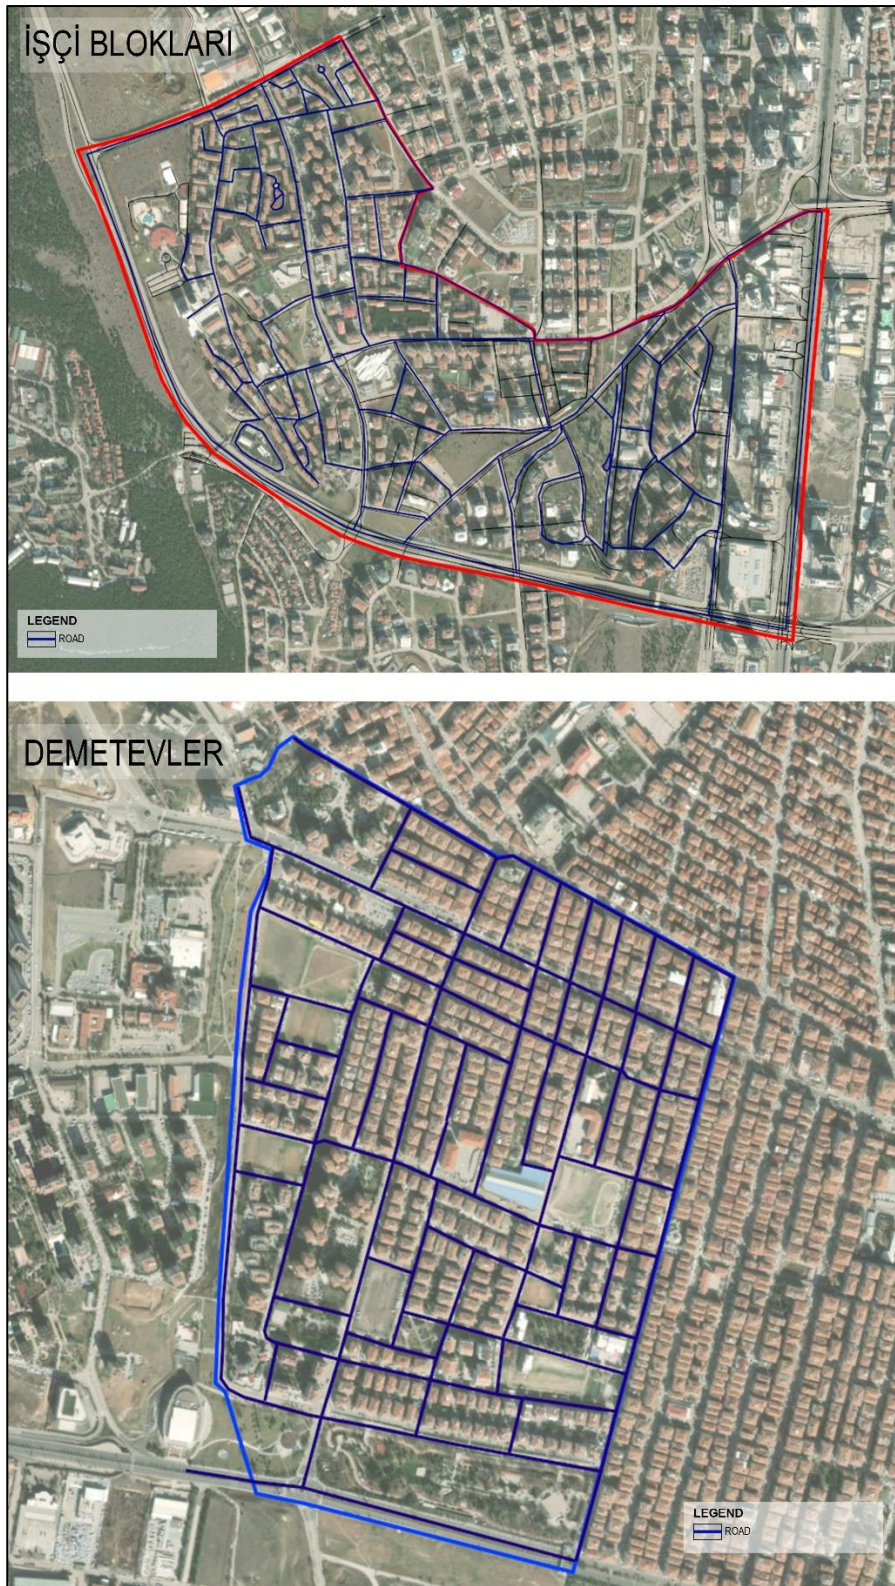 İŞÇİ BLOKLARI
LEGEND
ROAD
DEMETEVLER
LEGEND
ROAD